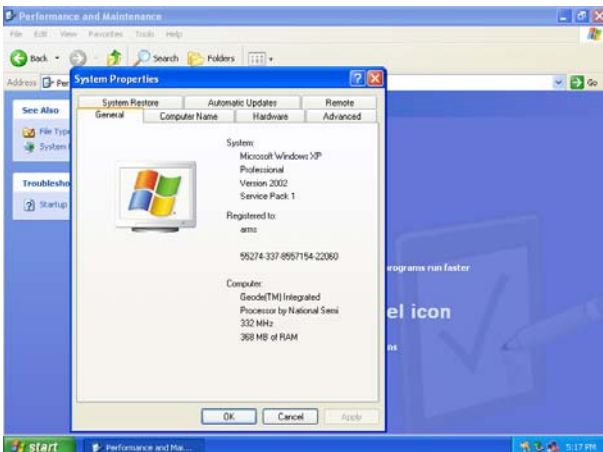 Performance and Maintenance
File Edit View Favorites Tools Help
Back Search Folders
Address Per Go
System Properties
System Restore Automatic Updates Remote
General Computer Name Hardware Advanced
See Also
File Type
System
Troublesho
Startup
System:
Microsoft Windows XP
Professional
Version 2002
Service Pack 1
Registered to:
arms
55274-337-8557154-22060
Computer:
Geode(TM) Integrated
Processor by National Semi
332 MHz
368 MB of RAM
programs run faster
el icon
ns
OK Cancel Apply
start Performance and Mai... 5:17 PM